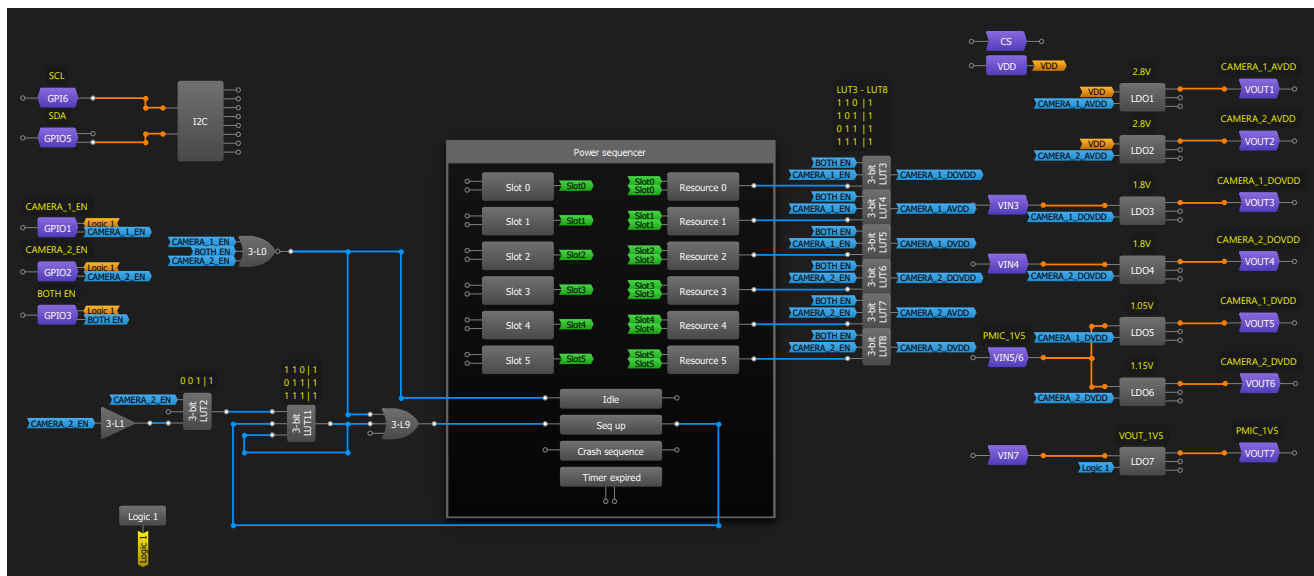 SCL
GPI6
SDA
GPIO5
I2C
CAMERA_1_EN
GPIO1
Logic 1
CAMERA_1_EN
CAMERA_2_EN
GPIO2
Logic 1
CAMERA_2_EN
BOTH EN
GPIO3
Logic 1
BOTH EN
CAMERA_1_EN
BOTH EN
CAMERA_2_EN
3-L0
0 0 1 | 1
CAMERA_2_EN
CAMERA_2_EN
3-L1
3-bit
LUT2
1 1 0 | 1
0 1 1 | 1
1 1 1 | 1
3-bit
LUT11
3-L9
Logic 1
Logic 1
Power sequencer
Slot 0
Slot0
Slot0
Slot0
Resource 0
Slot 1
Slot1
Slot1
Slot1
Resource 1
Slot 2
Slot2
Slot2
Slot2
Resource 2
Slot 3
Slot3
Slot3
Slot3
Resource 3
Slot 4
Slot4
Slot4
Slot4
Resource 4
Slot 5
Slot5
Slot5
Slot5
Resource 5
Idle
Seq up
Crash sequence
Timer expired
LUT3 - LUT8
1 1 0 | 1
1 0 1 | 1
0 1 1 | 1
1 1 1 | 1
BOTH EN
CAMERA_1_EN
3-bit
LUT3
CAMERA_1_DOVDD
BOTH EN
CAMERA_1_EN
3-bit
LUT4
CAMERA_1_AVDD
BOTH EN
CAMERA_1_EN
3-bit
LUT5
CAMERA_1_DVDD
BOTH EN
CAMERA_2_EN
3-bit
LUT6
CAMERA_2_DOVDD
BOTH EN
CAMERA_2_EN
3-bit
LUT7
CAMERA_2_AVDD
BOTH EN
CAMERA_2_EN
3-bit
LUT8
CAMERA_2_DVDD
CS
VDD
VDD
2.8V
VDD
CAMERA_1_AVDD
LDO1
CAMERA_1_AVDD
VOUT1
2.8V
VDD
CAMERA_2_AVDD
LDO2
CAMERA_2_AVDD
VOUT2
VIN3
1.8V
CAMERA_1_DOVDD
LDO3
CAMERA_1_DOVDD
VOUT3
VIN4
1.8V
CAMERA_2_DOVDD
LDO4
CAMERA_2_DOVDD
VOUT4
PMIC_1V5
VIN5/6
1.05V
CAMERA_1_DVDD
LDO5
CAMERA_1_DVDD
VOUT5
1.15V
CAMERA_2_DVDD
LDO6
CAMERA_2_DVDD
VOUT6
VIN7
VOUT_1V5
Logic 1
LDO7
PMIC_1V5
VOUT7